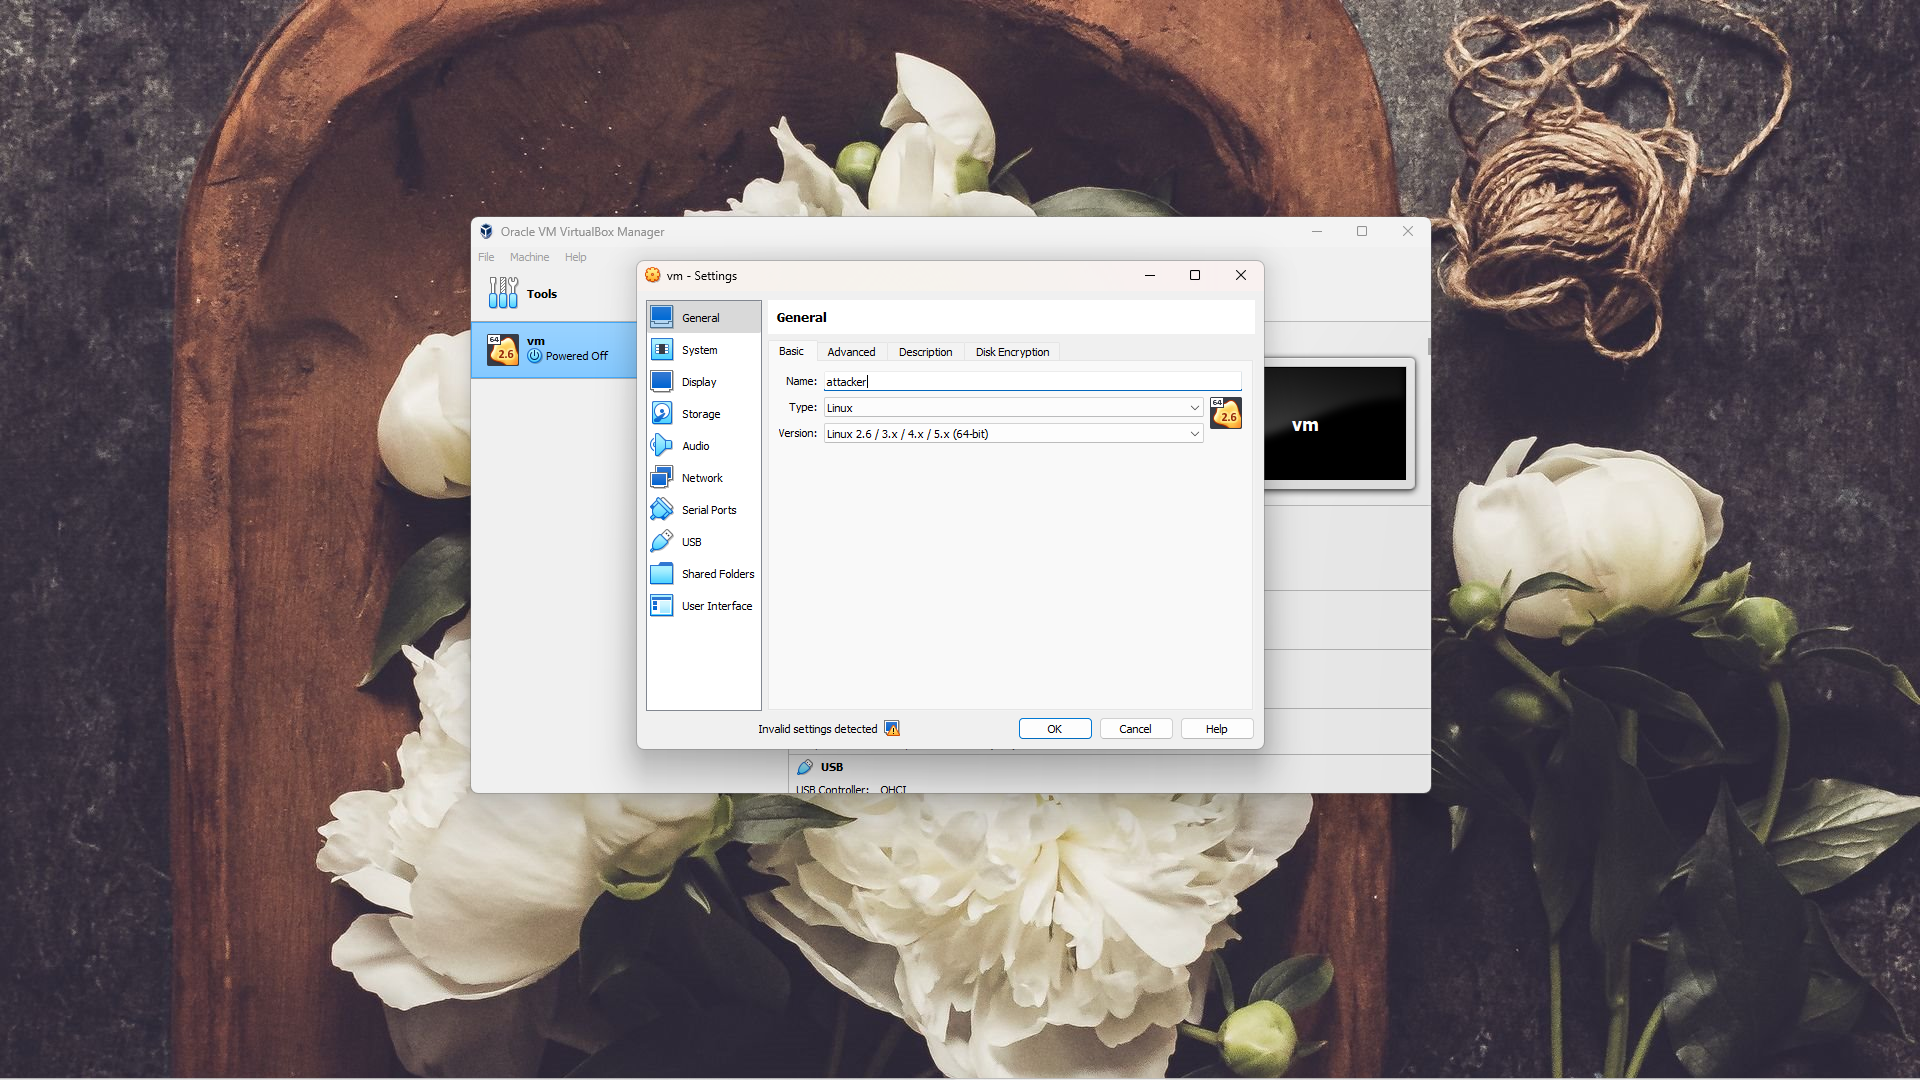 Oracle VM VirtualBox Manager
File Machine Help
Tools
64 2.6 vm
Powered Off
vm - Settings
General
System
Display
Storage
Audio
Network
Serial Ports
USB
Shared Folders
User Interface
General
Basic Advanced Description Disk Encryption
Name: attacker
Type: Linux
Version: Linux 2.6 / 3.x / 4.x / 5.x (64-bit)
64 2.6
Invalid settings detected
OK Cancel Help
vm
USB
USB Controller: OHCI